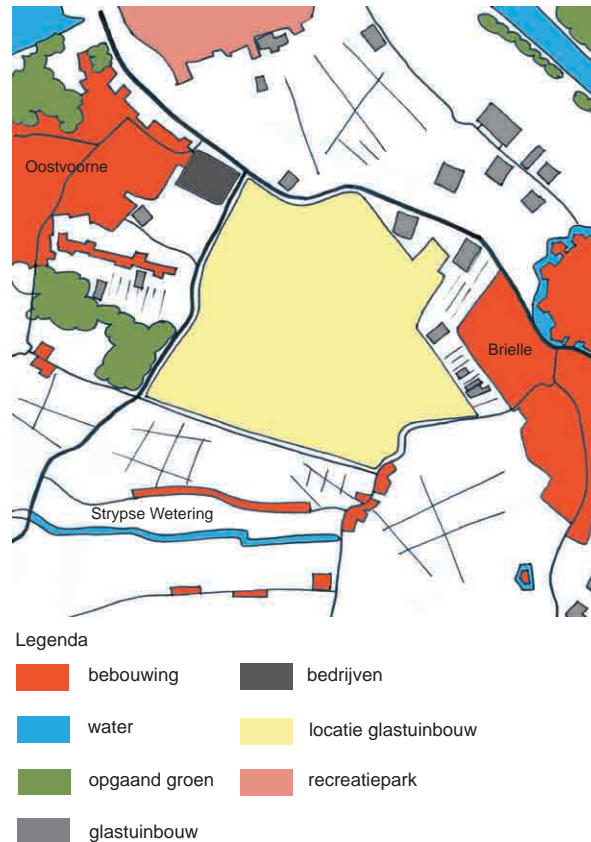 Oostvoorne
Brielle
Strypse Wetering
Legenda
bebouwing
bedrijven
water
locatie glastuinbouw
opgaand groen
recreatiepark
glastuinbouw